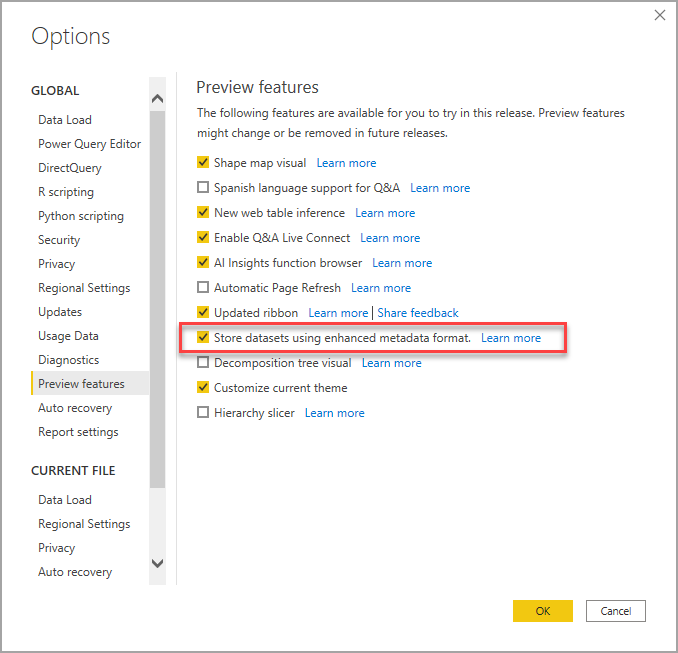 Options
GLOBAL
Data Load
Power Query Editor
DirectQuery
R scripting
Python scripting
Security
Privacy
Regional Settings
Updates
Usage Data
Diagnostics
Preview features
Auto recovery
Report settings
CURRENT FILE
Data Load
Regional Settings
Privacy
Auto recovery
Preview features
The following features are available for you to try in this release. Preview features
might change or be removed in future releases.
Shape map visual Learn more
Spanish language support for Q&A Learn more
New web table inference Learn more
Enable Q&A Live Connect Learn more
AI Insights function browser Learn more
Automatic Page Refresh Learn more
Updated ribbon Learn more | Share feedback
Store datasets using enhanced metadata format. Learn more
Decomposition tree visual Learn more
Customize current theme
Hierarchy slicer Learn more
OK Cancel